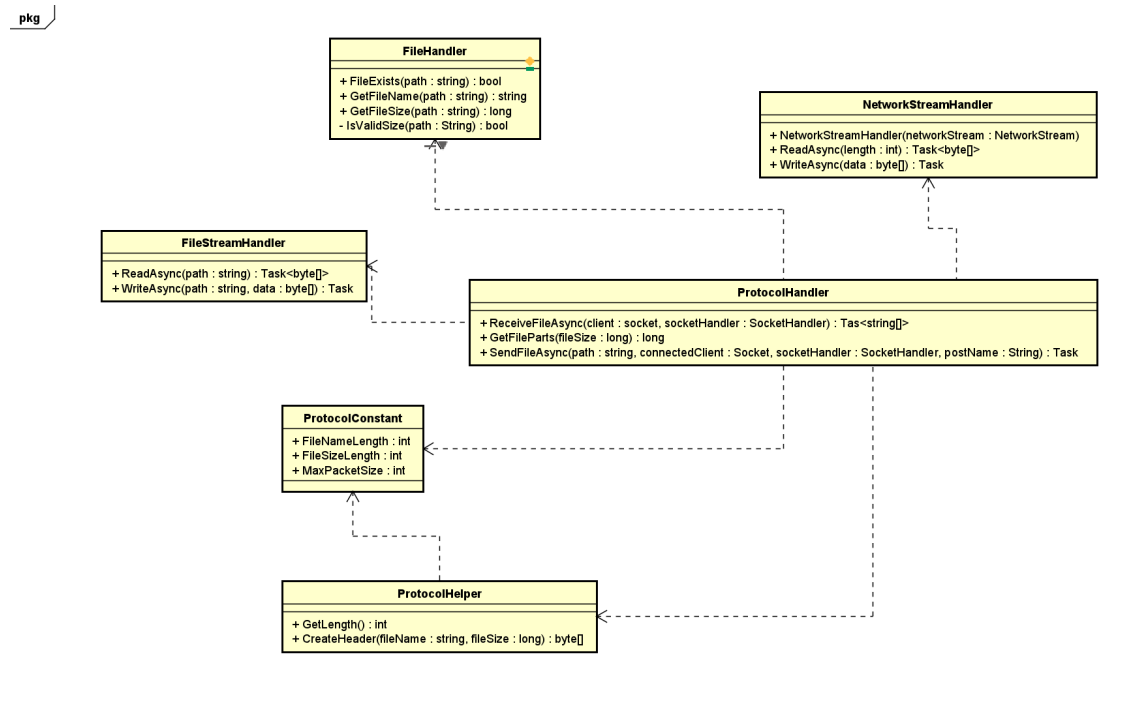 pkg
FileHandler
+ FileExists(path : string) : bool
+ GetFileName(path : string) : string
+ GetFileSize(path : string) : long
- IsValidSize(path : String) : bool
NetworkStreamHandler
+ NetworkStreamHandler(networkStream : NetworkStream)
+ ReadAsync(length : int) : Task<byte[]>
+ WriteAsync(data : byte[]) : Task
FileStreamHandler
+ ReadAsync(path : string) : Task<byte[]>
+ WriteAsync(path : string, data : byte[]) : Task
ProtocolHandler
+ ReceiveFileAsync(client : socket, socketHandler : SocketHandler) : Tas<string[]>
+ GetFileParts(fileSize : long) : long
+ SendFileAsync(path : string, connectedClient : Socket, socketHandler : SocketHandler, postName : String) : Task
ProtocolConstant
+ FileNameLength : int
+ FileSizeLength : int
+ MaxPacketSize : int
ProtocolHelper
+ GetLength() : int
+ CreateHeader(fileName : string, fileSize : long) : byte[]